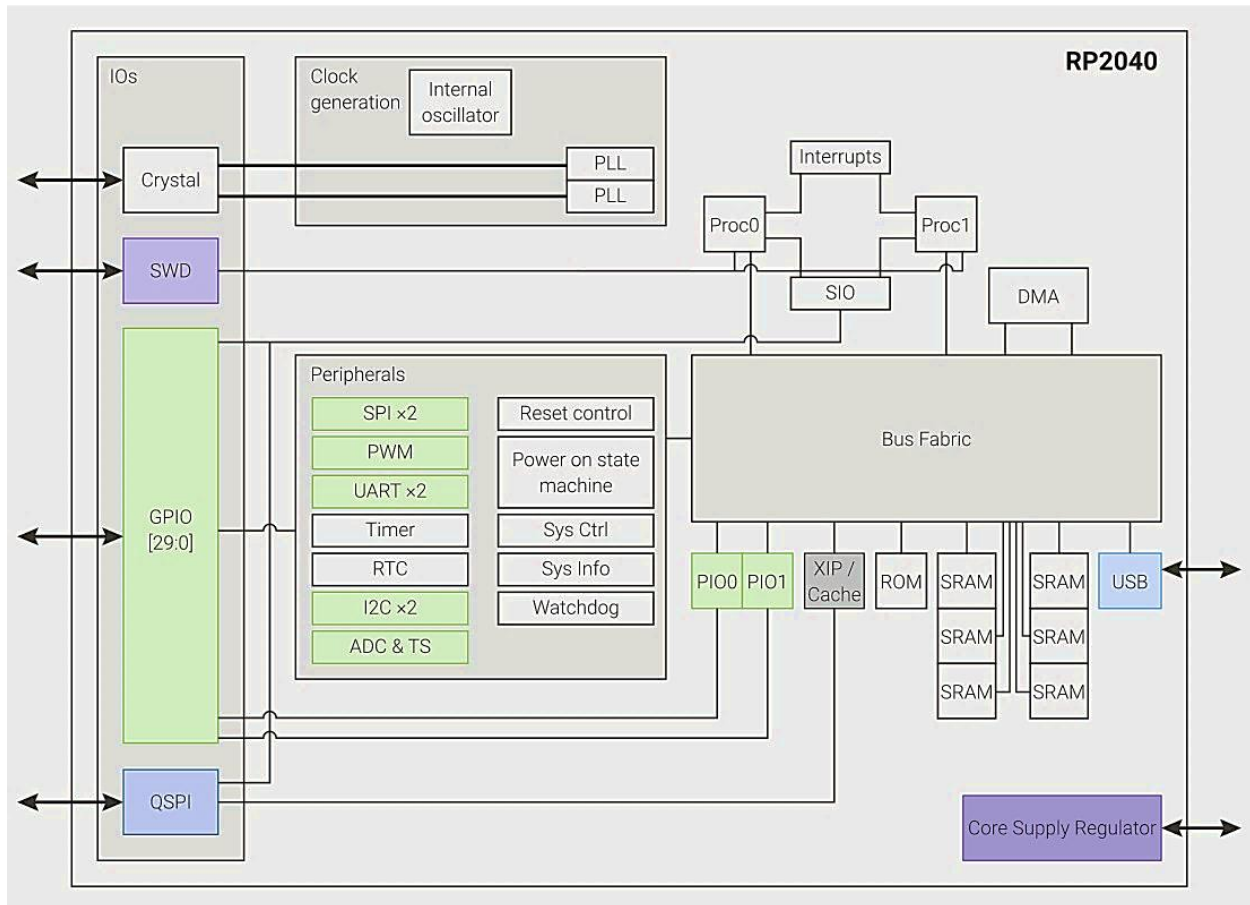 RP2040
IOs
Crystal
SWD
GPIO
[29:0]
QSPI
Clock
generation
Internal
oscillator
PLL
PLL
Interrupts
Proc0
Proc1
SIO
DMA
Peripherals
SPI ×2
PWM
UART ×2
Timer
RTC
I2C ×2
ADC & TS
Reset control
Power on state
machine
Sys Ctrl
Sys Info
Watchdog
Bus Fabric
PIO0
PIO1
XIP /
Cache
ROM
SRAM
SRAM
SRAM
SRAM
SRAM
SRAM
USB
Core Supply Regulator